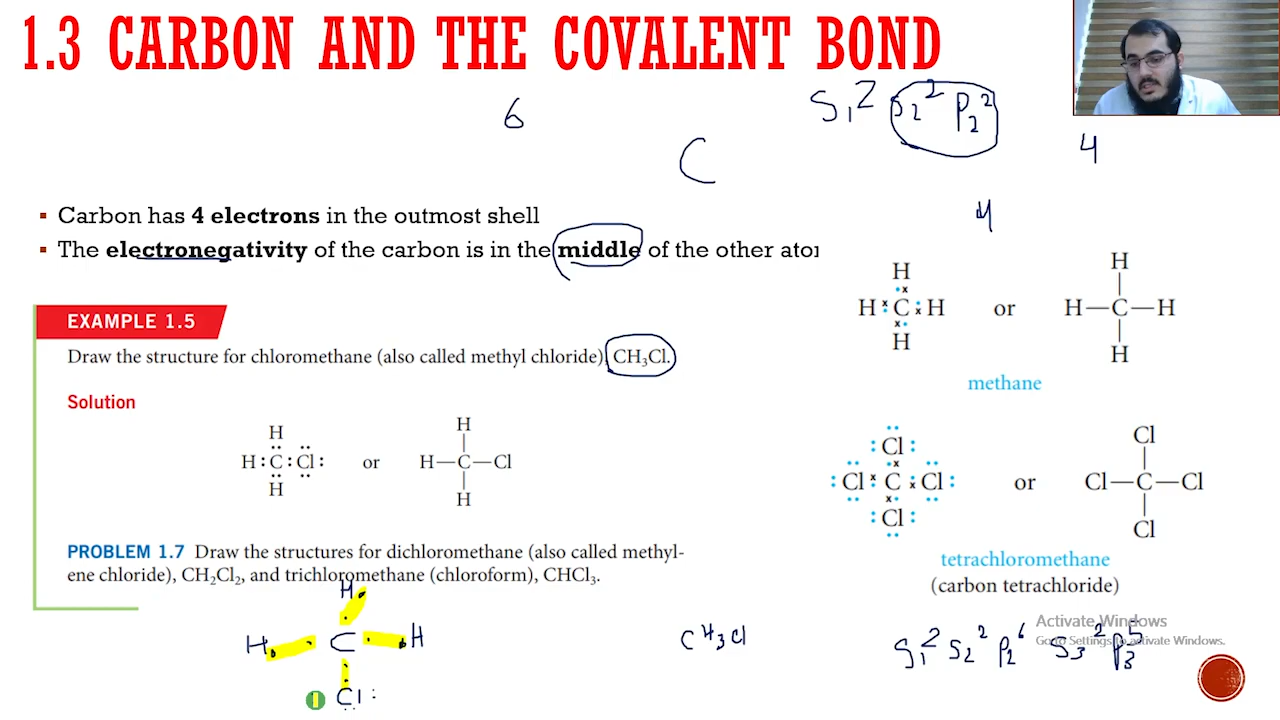 1.3 CARBON AND THE COVALENT BOND
6
C
S₁² S₂² P₂²
4
4
▪ Carbon has 4 electrons in the outmost shell
▪ The electronegativity of the carbon is in the middle of the other ator
EXAMPLE 1.5
Draw the structure for chloromethane (also called methyl chloride), CH₃Cl.
Solution
H
H:C:Cl: or H—C—Cl
H
H
H
PROBLEM 1.7 Draw the structures for dichloromethane (also called methyl-
ene chloride), CH₂Cl₂, and trichloromethane (chloroform), CHCl₃.
H
H C H
Cl:
CH₃Cl
H
H:C:H or H—C—H
H
H
H
methane
Cl
:Cl C Cl: or Cl—C—Cl
:Cl:
Cl
:Cl:
tetrachloromethane
(carbon tetrachloride)
Activate Windows
Go to Settings to activate Windows.
S₁² S₂² P₂⁶ S₃² P₃⁵